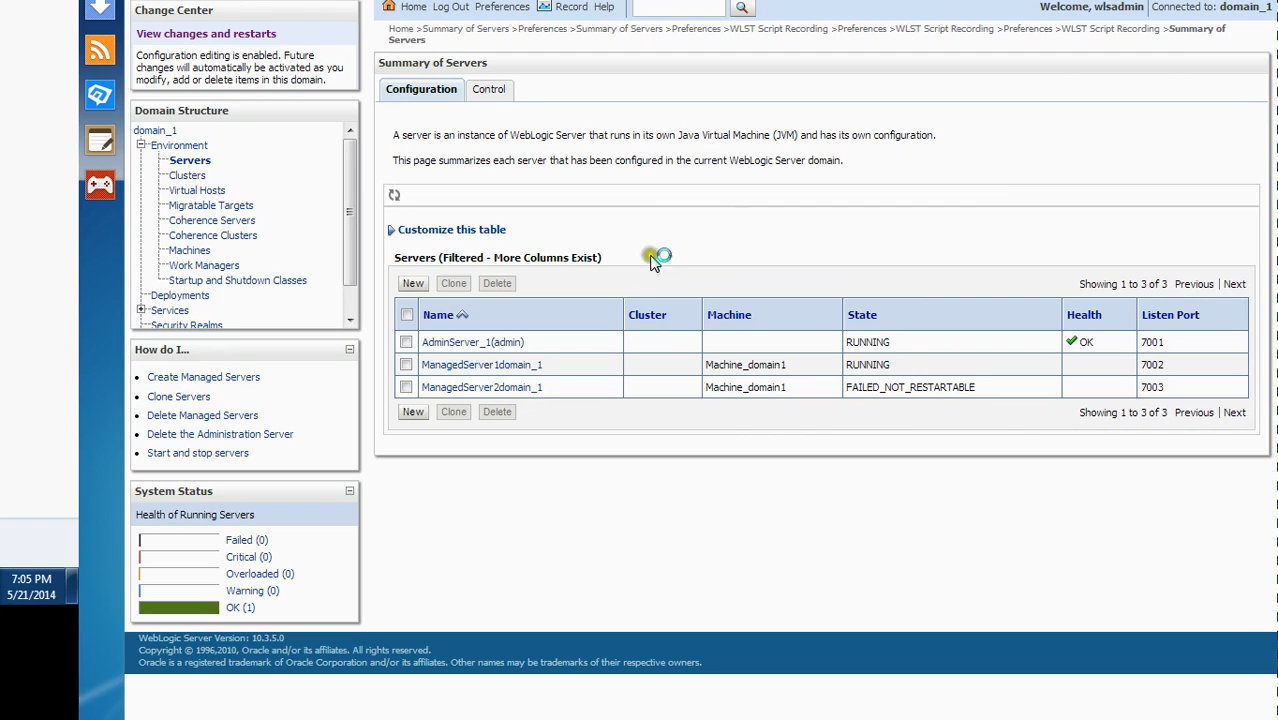 Change Center
View changes and restarts
Configuration editing is enabled. Future
changes will automatically be activated as you
modify, add or delete items in this domain.
Domain Structure
domain_1
Environment
Servers
Clusters
Virtual Hosts
Migratable Targets
Coherence Servers
Coherence Clusters
Machines
Work Managers
Startup and Shutdown Classes
Deployments
Services
Security Realms
How do I...
Create Managed Servers
Clone Servers
Delete Managed Servers
Delete the Administration Server
Start and stop servers
System Status
Health of Running Servers
Failed (0)
Critical (0)
Overloaded (0)
Warning (0)
OK (1)
7:05 PM
5/21/2014
Home Log Out Preferences Record Help
Welcome, wlsadmin Connected to: domain_1
Home >Summary of Servers >Preferences >Summary of Servers >Preferences >WLST Script Recording >Preferences >WLST Script Recording >Preferences >WLST Script Recording >Summary of
Servers
Summary of Servers
Configuration Control
A server is an instance of WebLogic Server that runs in its own Java Virtual Machine (JVM) and has its own configuration.
This page summarizes each server that has been configured in the current WebLogic Server domain.
Customize this table
Servers (Filtered - More Columns Exist)
New Clone Delete Showing 1 to 3 of 3 Previous | Next
Name Cluster Machine State Health Listen Port
AdminServer_1(admin) RUNNING OK 7001
ManagedServer1domain_1 Machine_domain1 RUNNING 7002
ManagedServer2domain_1 Machine_domain1 FAILED_NOT_RESTARTABLE 7003
New Clone Delete Showing 1 to 3 of 3 Previous | Next
WebLogic Server Version: 10.3.5.0
Copyright © 1996,2010, Oracle and/or its affiliates. All rights reserved.
Oracle is a registered trademark of Oracle Corporation and/or its affiliates. Other names may be trademarks of their respective owners.